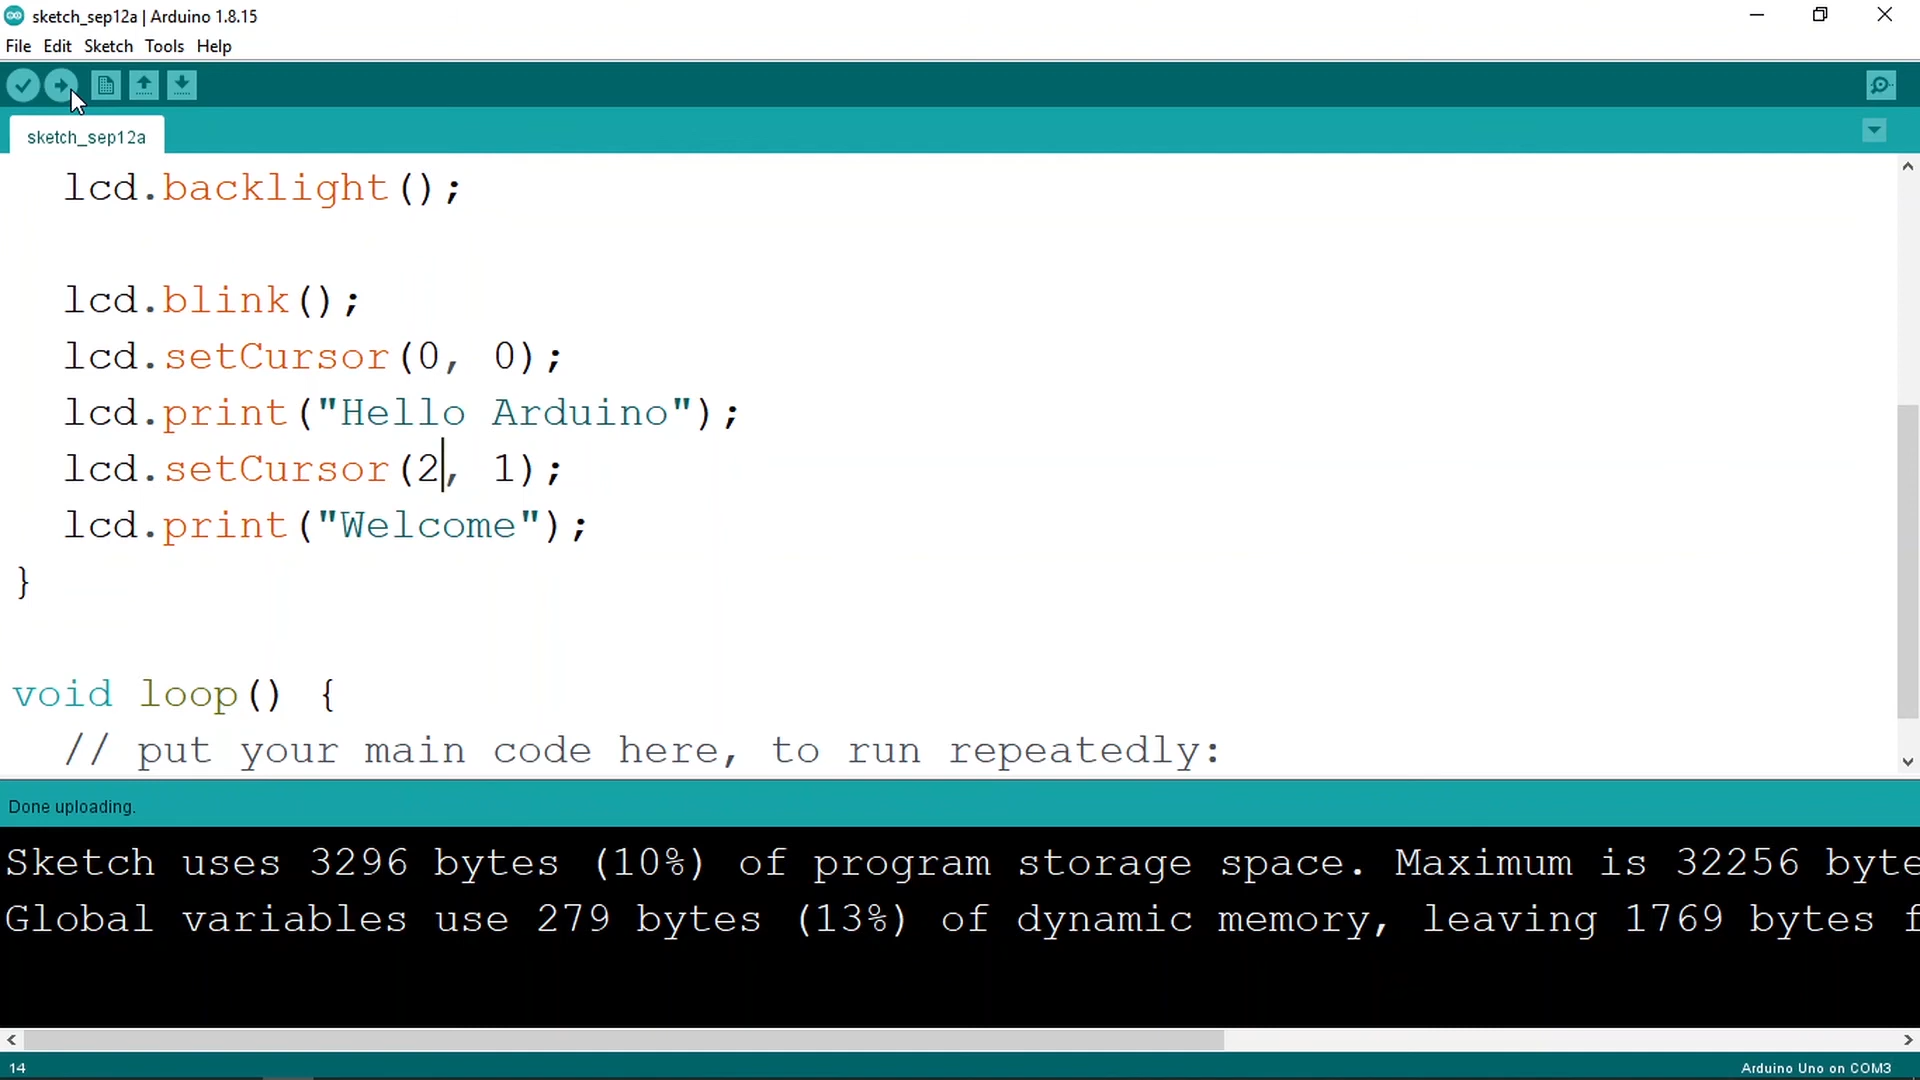 sketch_sep12a | Arduino 1.8.15
File Edit Sketch Tools Help
sketch_sep12a
lcd.backlight();
lcd.blink();
lcd.setCursor(0, 0);
lcd.print("Hello Arduino");
lcd.setCursor(2, 1);
lcd.print("Welcome");
}
void loop() {
// put your main code here, to run repeatedly:
Done uploading.
Sketch uses 3296 bytes (10%) of program storage space. Maximum is 32256 byte
Global variables use 279 bytes (13%) of dynamic memory, leaving 1769 bytes f
14 Arduino Uno on COM3